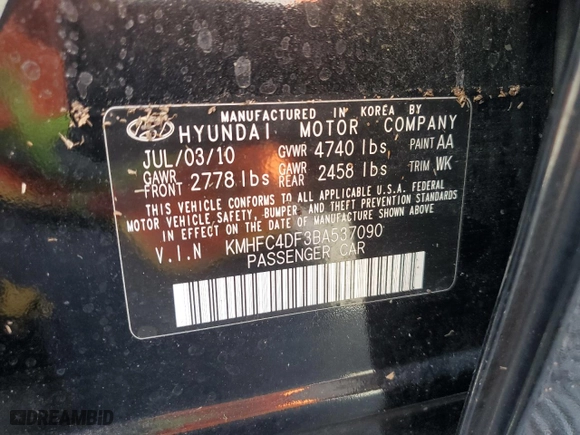 MANUFACTURED IN KOREA BY
HYUNDAI MOTOR COMPANY
JUL/03/10 GVWR 4740 lbs PAINT AA
GAWR FRONT 2778 lbs GAWR REAR 2458 lbs TRIM WK
THIS VEHICLE CONFORMS TO ALL APPLICABLE U.S.A. FEDERAL
MOTOR VEHICLE SAFETY, BUMPER, AND THEFT PREVENTION STANDARDS
IN EFFECT ON THE DATE OF MANUFACTURE SHOWN ABOVE.
V.I.N KMHFC4DF3BA537090
PASSENGER CAR
DREAMBID